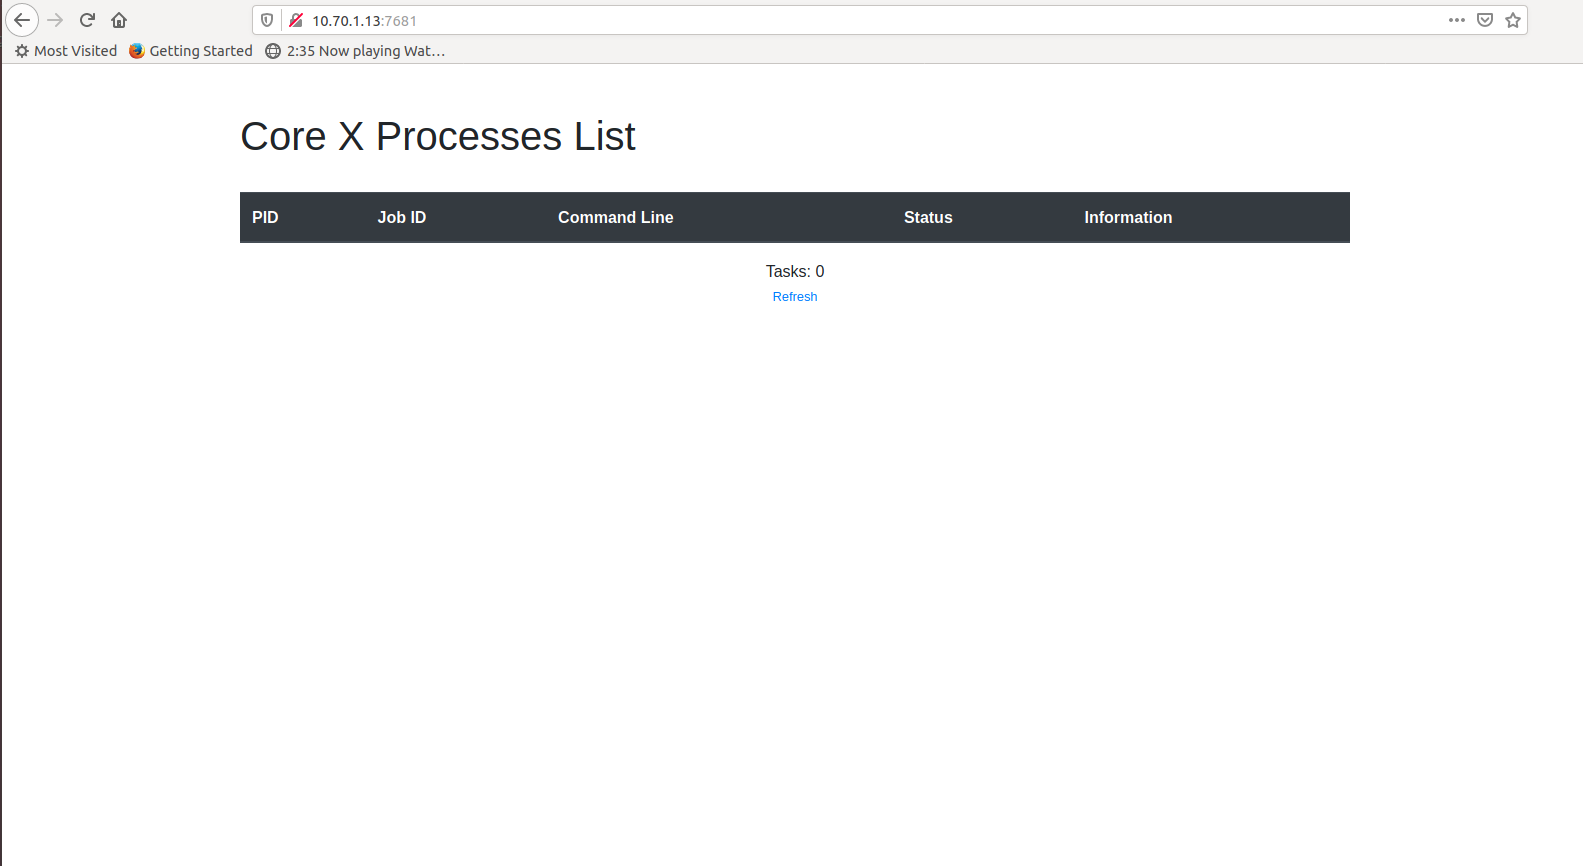 10.70.1.13:7681
Most Visited Getting Started 2:35 Now playing Wat…
Core X Processes List
PID Job ID Command Line Status Information
Tasks: 0
Refresh